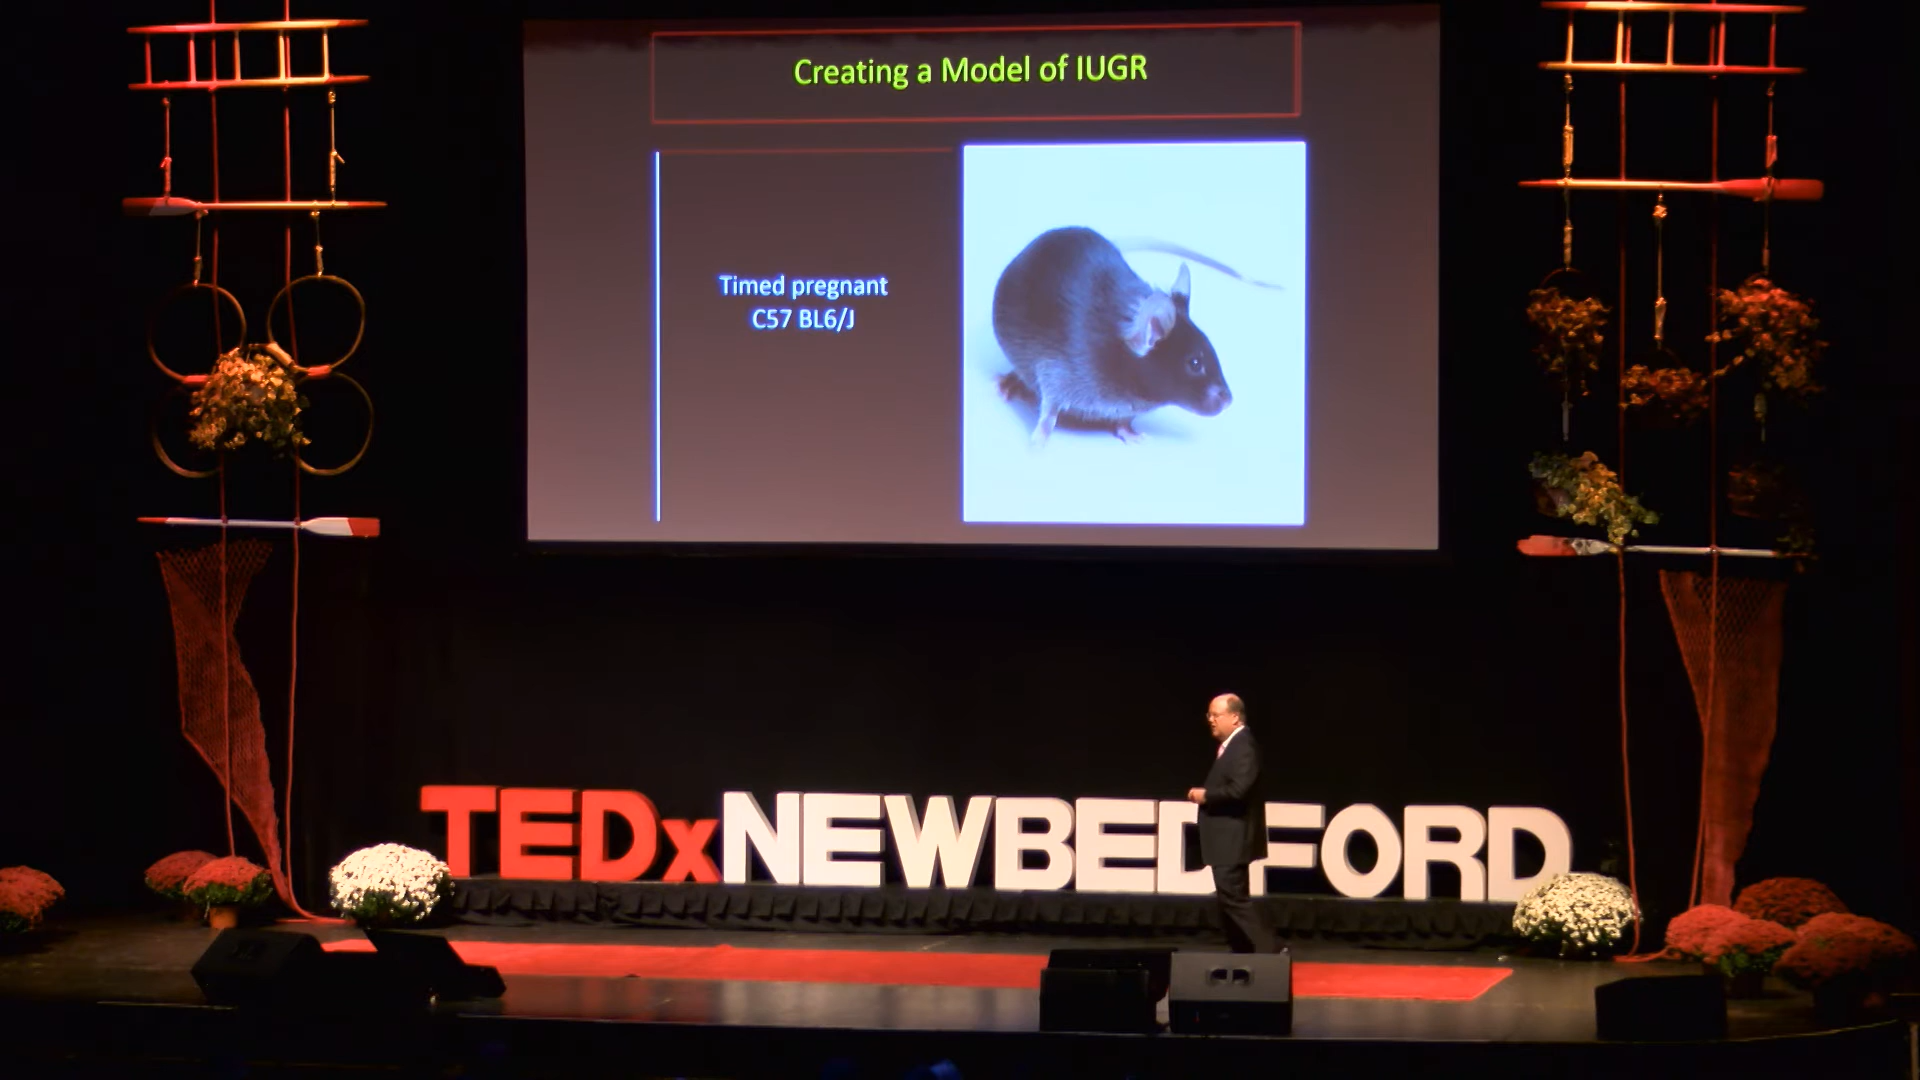 Creating a Model of IUGR
Timed pregnant
C57 BL6/J
TEDxNEWBEDFORD